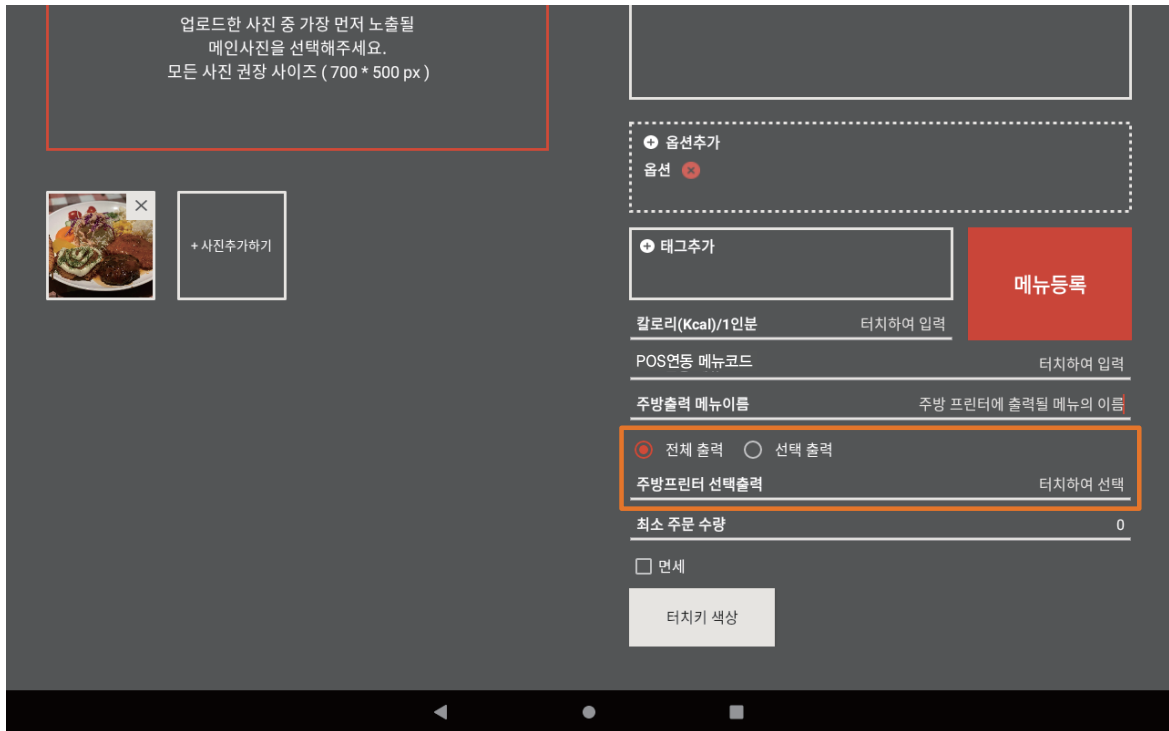 업로드한 사진 중 가장 먼저 노출될
메인사진을 선택해주세요.
모든 사진 권장 사이즈 ( 700 * 500 px )
+ 사진추가하기
옵션추가
옵션
태그추가
메뉴등록
칼로리(Kcal)/1인분 터치하여 입력
POS연동 메뉴코드 터치하여 입력
주방출력 메뉴이름 주방 프린터에 출력될 메뉴의 이름
전체 출력 선택 출력
주방프린터 선택출력 터치하여 선택
최소 주문 수량 0
면세
터치키 색상